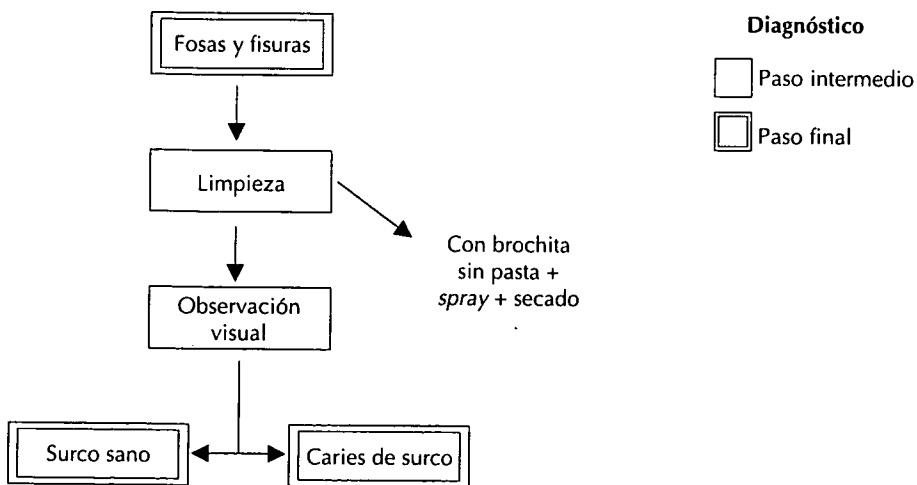 Fosas y fisuras
Diagnóstico
Paso intermedio
Paso final
Limpieza
Con brochita
sin pasta +
spray + secado
Observación
visual
Surco sano
Caries de surco